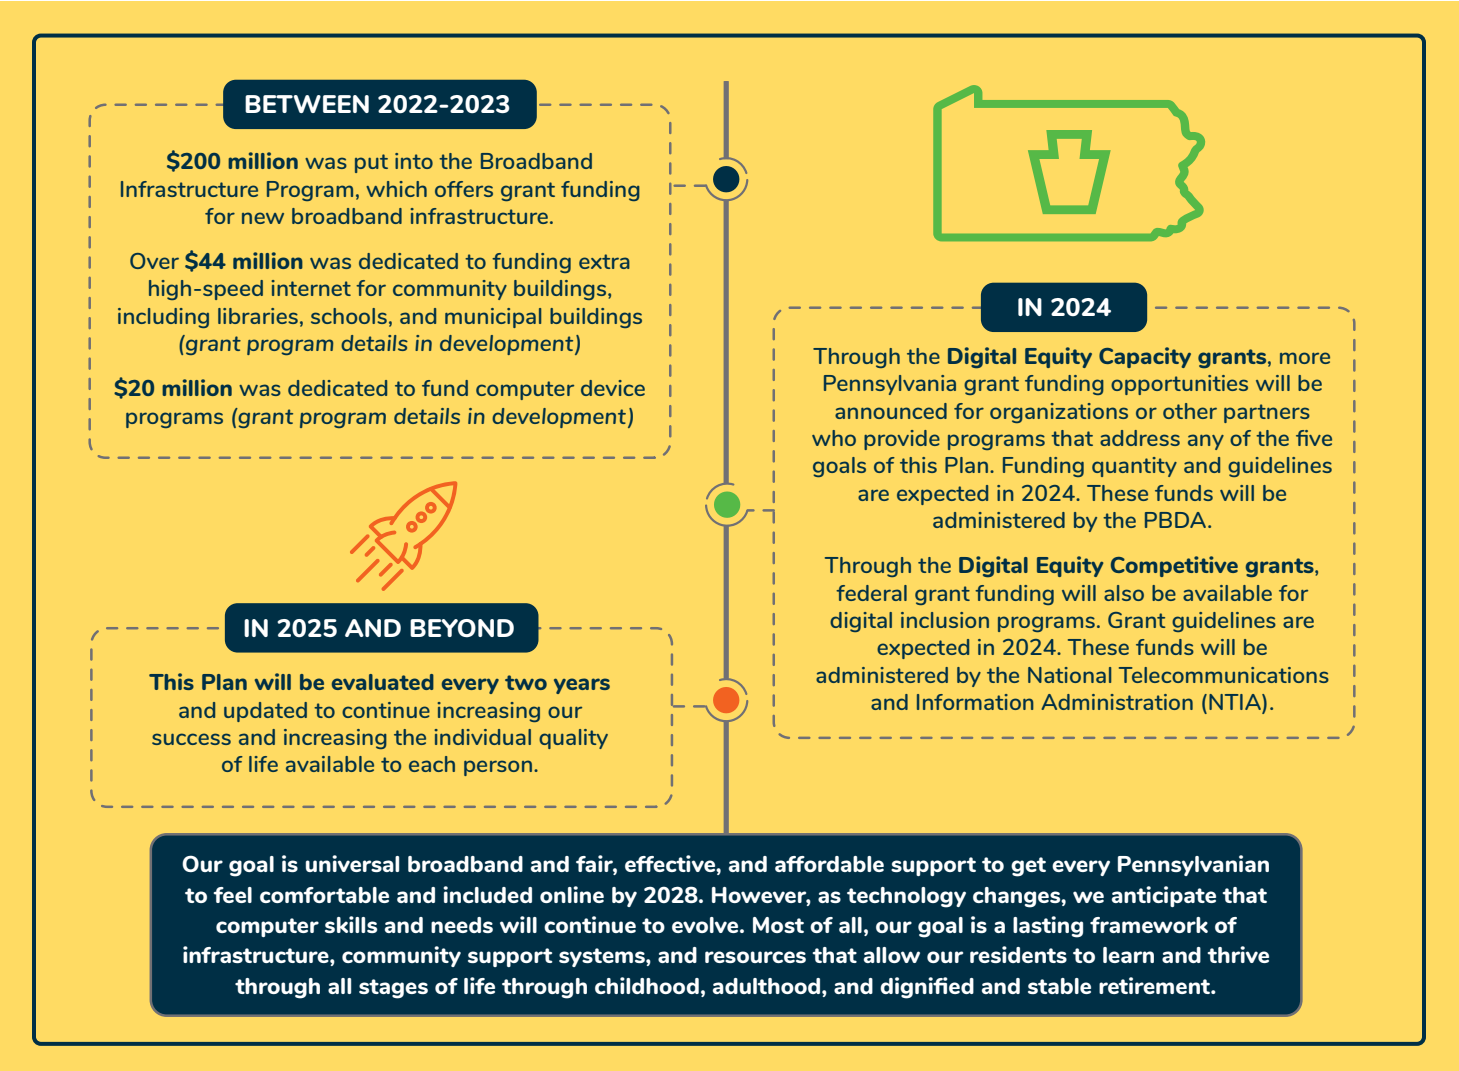 BETWEEN 2022-2023
$200 million was put into the Broadband
Infrastructure Program, which offers grant funding
for new broadband infrastructure.
Over $44 million was dedicated to funding extra
high-speed internet for community buildings,
including libraries, schools, and municipal buildings
(grant program details in development)
$20 million was dedicated to fund computer device
programs (grant program details in development)
IN 2024
Through the Digital Equity Capacity grants, more
Pennsylvania grant funding opportunities will be
announced for organizations or other partners
who provide programs that address any of the five
goals of this Plan. Funding quantity and guidelines
are expected in 2024. These funds will be
administered by the PBDA.
Through the Digital Equity Competitive grants,
federal grant funding will also be available for
digital inclusion programs. Grant guidelines are
expected in 2024. These funds will be
administered by the National Telecommunications
and Information Administration (NTIA).
IN 2025 AND BEYOND
This Plan will be evaluated every two years
and updated to continue increasing our
success and increasing the individual quality
of life available to each person.
Our goal is universal broadband and fair, effective, and affordable support to get every Pennsylvanian
to feel comfortable and included online by 2028. However, as technology changes, we anticipate that
computer skills and needs will continue to evolve. Most of all, our goal is a lasting framework of
infrastructure, community support systems, and resources that allow our residents to learn and thrive
through all stages of life through childhood, adulthood, and dignified and stable retirement.